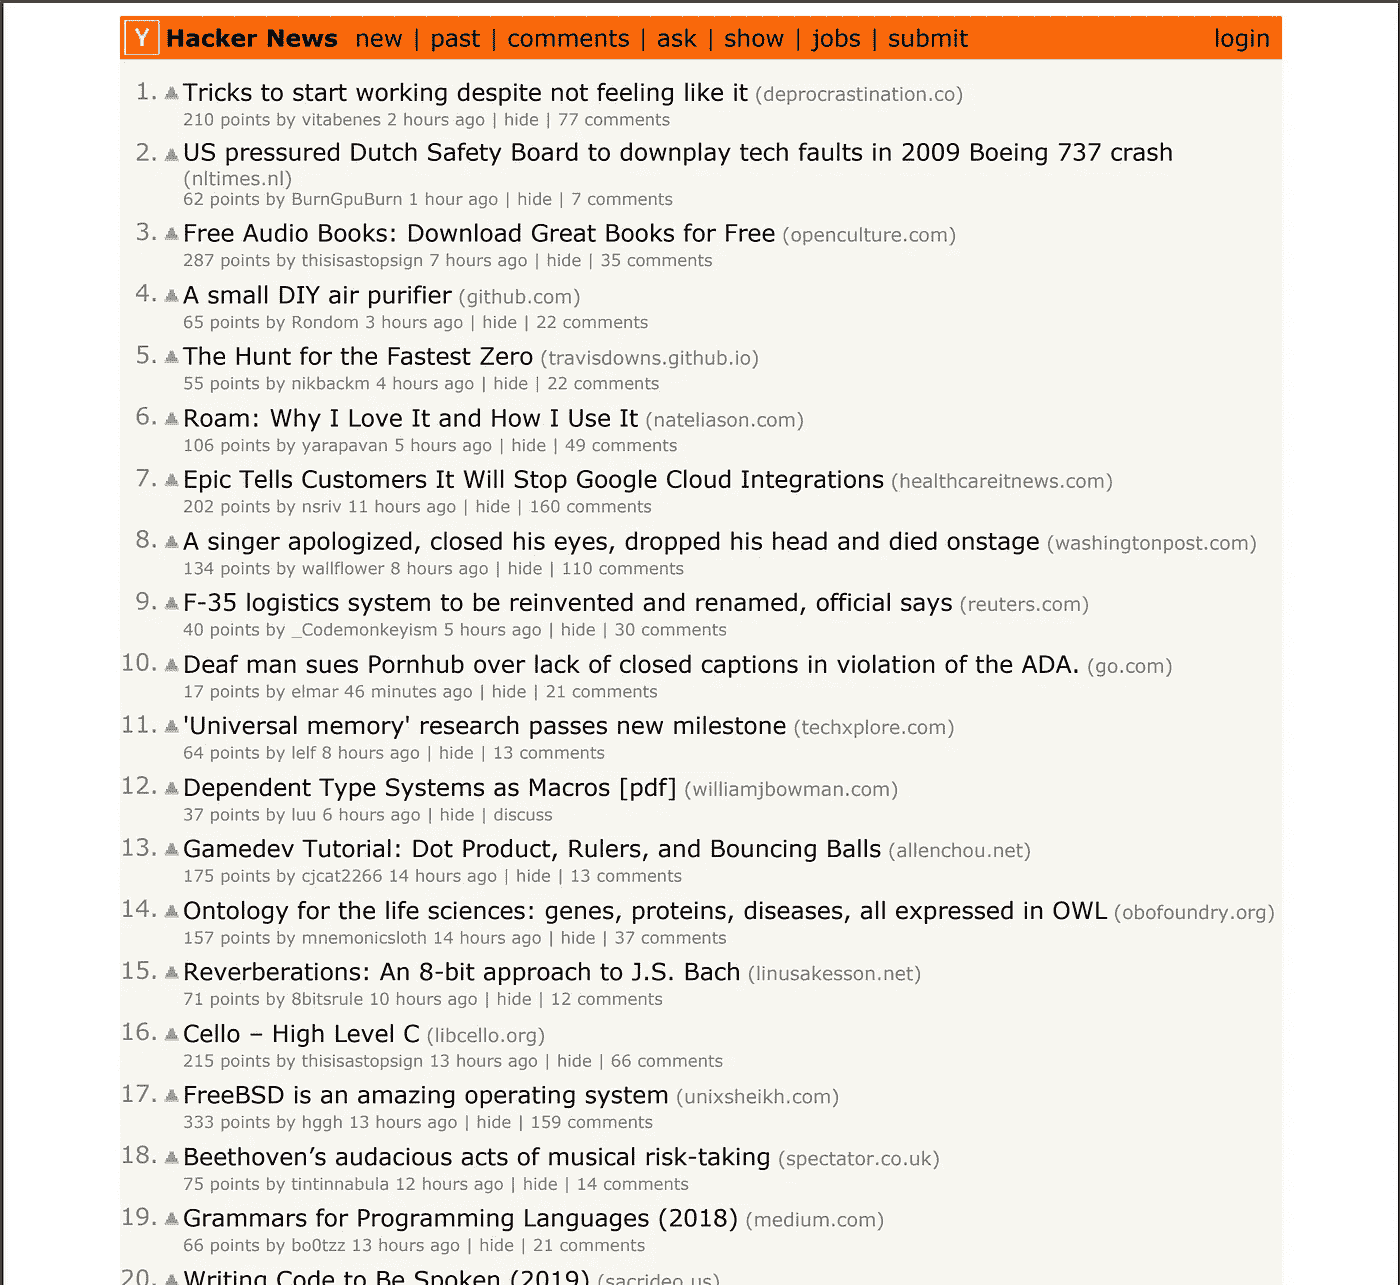 Y Hacker News new | past | comments | ask | show | jobs | submit login
1. Tricks to start working despite not feeling like it (deprocrastination.co)
210 points by vitabenes 2 hours ago | hide | 77 comments
2. US pressured Dutch Safety Board to downplay tech faults in 2009 Boeing 737 crash
(nltimes.nl)
62 points by BurnGpuBurn 1 hour ago | hide | 7 comments
3. Free Audio Books: Download Great Books for Free (openculture.com)
287 points by thisisastopsign 7 hours ago | hide | 35 comments
4. A small DIY air purifier (github.com)
65 points by Rondom 3 hours ago | hide | 22 comments
5. The Hunt for the Fastest Zero (travisdowns.github.io)
55 points by nikbackm 4 hours ago | hide | 22 comments
6. Roam: Why I Love It and How I Use It (nateliason.com)
106 points by yarapavan 5 hours ago | hide | 49 comments
7. Epic Tells Customers It Will Stop Google Cloud Integrations (healthcareitnews.com)
202 points by nsriv 11 hours ago | hide | 160 comments
8. A singer apologized, closed his eyes, dropped his head and died onstage (washingtonpost.com)
134 points by wallflower 8 hours ago | hide | 110 comments
9. F-35 logistics system to be reinvented and renamed, official says (reuters.com)
40 points by _Codemonkeyism 5 hours ago | hide | 30 comments
10. Deaf man sues Pornhub over lack of closed captions in violation of the ADA. (go.com)
17 points by elmar 46 minutes ago | hide | 21 comments
11. 'Universal memory' research passes new milestone (techxplore.com)
64 points by lelf 8 hours ago | hide | 13 comments
12. Dependent Type Systems as Macros [pdf] (williamjbowman.com)
37 points by luu 6 hours ago | hide | discuss
13. Gamedev Tutorial: Dot Product, Rulers, and Bouncing Balls (allenchou.net)
175 points by cjcat2266 14 hours ago | hide | 13 comments
14. Ontology for the life sciences: genes, proteins, diseases, all expressed in OWL (obofoundry.org)
157 points by mnemonicsloth 14 hours ago | hide | 37 comments
15. Reverberations: An 8-bit approach to J.S. Bach (linusakesson.net)
71 points by 8bitsrule 10 hours ago | hide | 12 comments
16. Cello – High Level C (libcello.org)
215 points by thisisastopsign 13 hours ago | hide | 66 comments
17. FreeBSD is an amazing operating system (unixsheikh.com)
333 points by hggh 13 hours ago | hide | 159 comments
18. Beethoven’s audacious acts of musical risk-taking (spectator.co.uk)
75 points by tintinnabula 12 hours ago | hide | 14 comments
19. Grammars for Programming Languages (2018) (medium.com)
66 points by bo0tzz 13 hours ago | hide | 21 comments
20. Writing Code to Be Spoken (2019) (sacrideo.us)